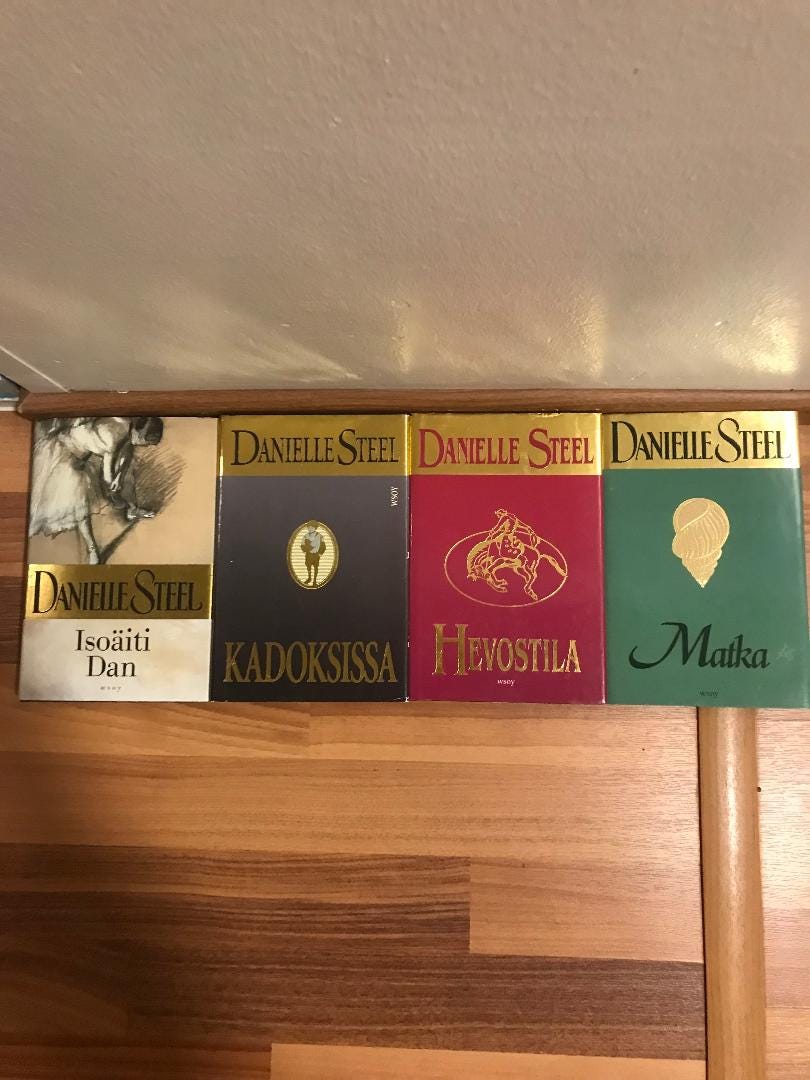 DANIELLE STEEL
Isoäiti
Dan
wsoy
DANIELLE STEEL
wsoy
KADOKSISSA
DANIELLE STEEL
HEVOSTILA
wsoy
DANIELLE STEEL
Matka
wsoy